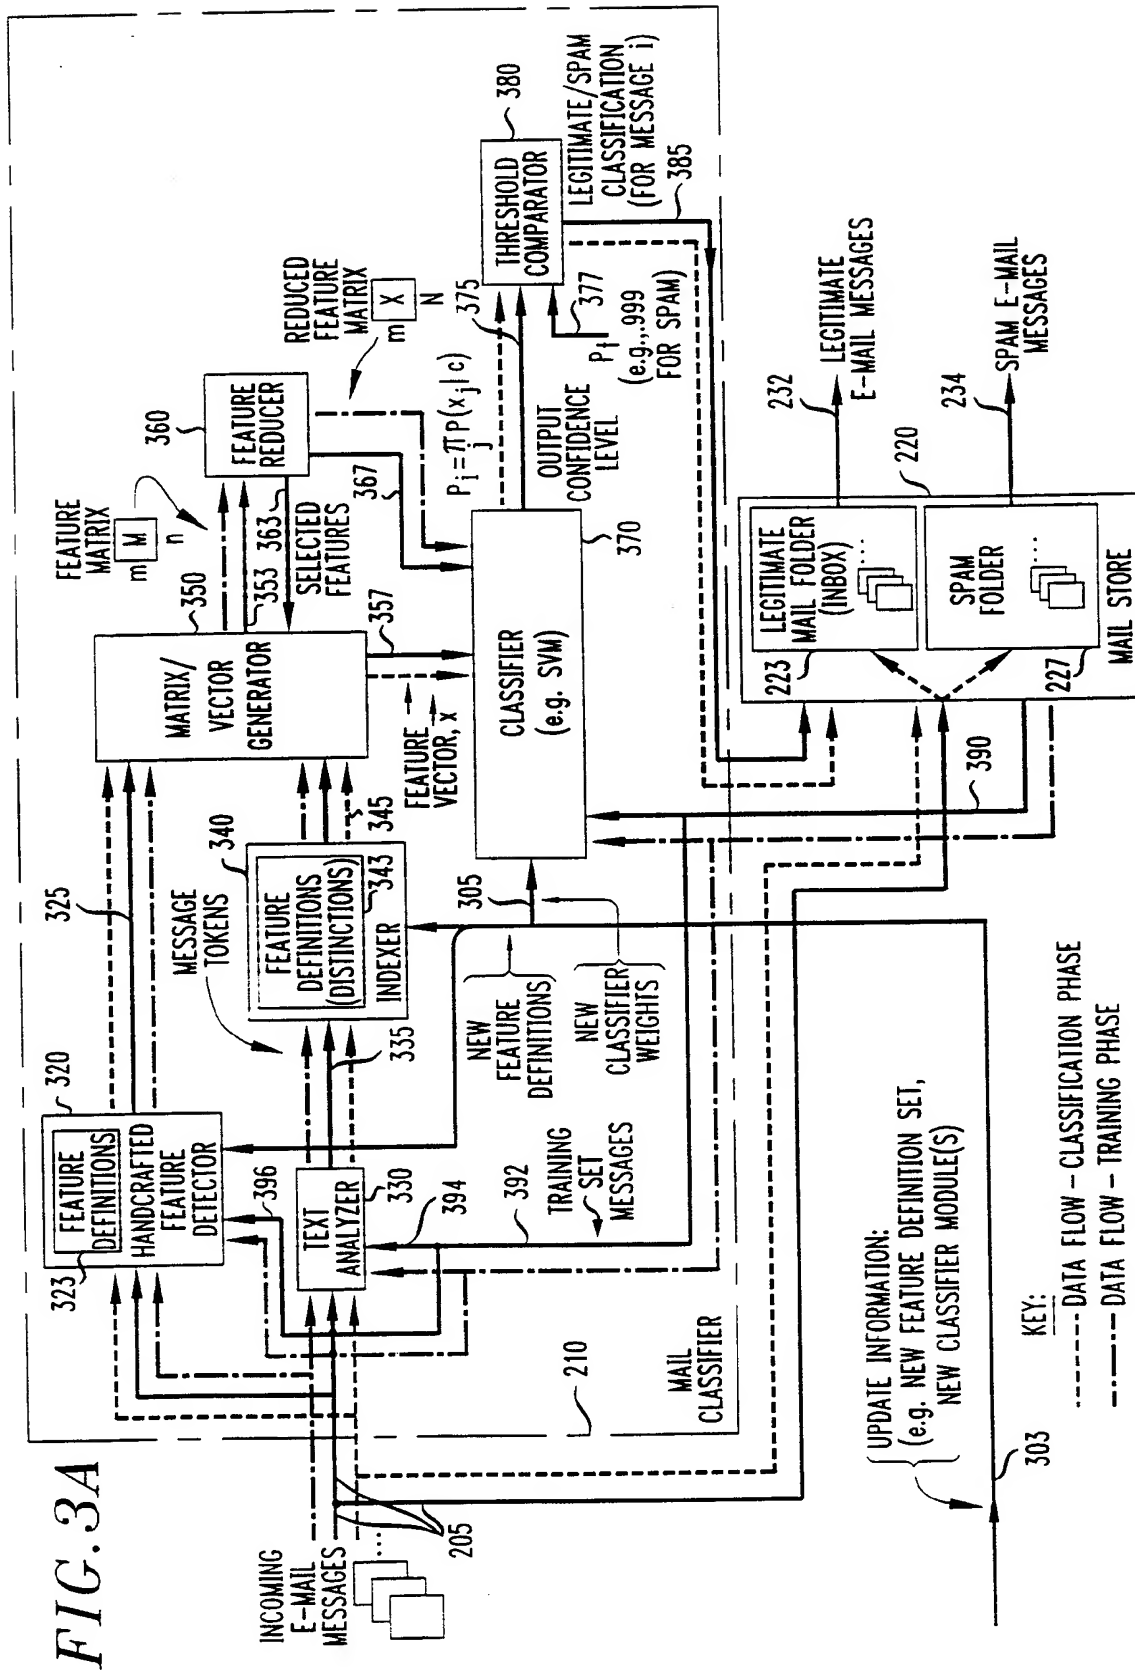 FIG. 3A
INCOMING
E-MAIL
MESSAGES
205
210
MAIL
CLASSIFIER
320
323
FEATURE
DEFINITIONS
HANDCRAFTED
FEATURE
DETECTOR
396
325
TEXT
ANALYZER
330
394
392
TRAINING
SET
MESSAGES
MESSAGE
TOKENS
335
340
FEATURE
DEFINITIONS
(DISTINCTIONS)
343
INDEXER
345
NEW
FEATURE
DEFINITIONS
NEW
CLASSIFIER
WEIGHTS
305
MATRIX/
VECTOR
GENERATOR
350
353
FEATURE
MATRIX
m M
n
363
SELECTED
FEATURES
357
FEATURE
VECTOR, x
360
FEATURE
REDUCER
367
REDUCED
FEATURE
MATRIX
m X
N
CLASSIFIER
(e.g. SVM)
370
Pi = π P(xj | c)
j
375
OUTPUT
CONFIDENCE
LEVEL
THRESHOLD
COMPARATOR
380
377
Pt
(e.g., .999
FOR SPAM)
LEGITIMATE/SPAM
CLASSIFICATION
(FOR MESSAGE i)
385
390
220
223
LEGITIMATE
MAIL FOLDER
(INBOX)
...
SPAM
FOLDER
...
227
MAIL STORE
232
LEGITIMATE
E-MAIL MESSAGES
234
SPAM E-MAIL
MESSAGES
UPDATE INFORMATION:
(e.g. NEW FEATURE DEFINITION SET,
NEW CLASSIFIER MODULE(S)
303
KEY:
DATA FLOW – CLASSIFICATION PHASE
DATA FLOW – TRAINING PHASE